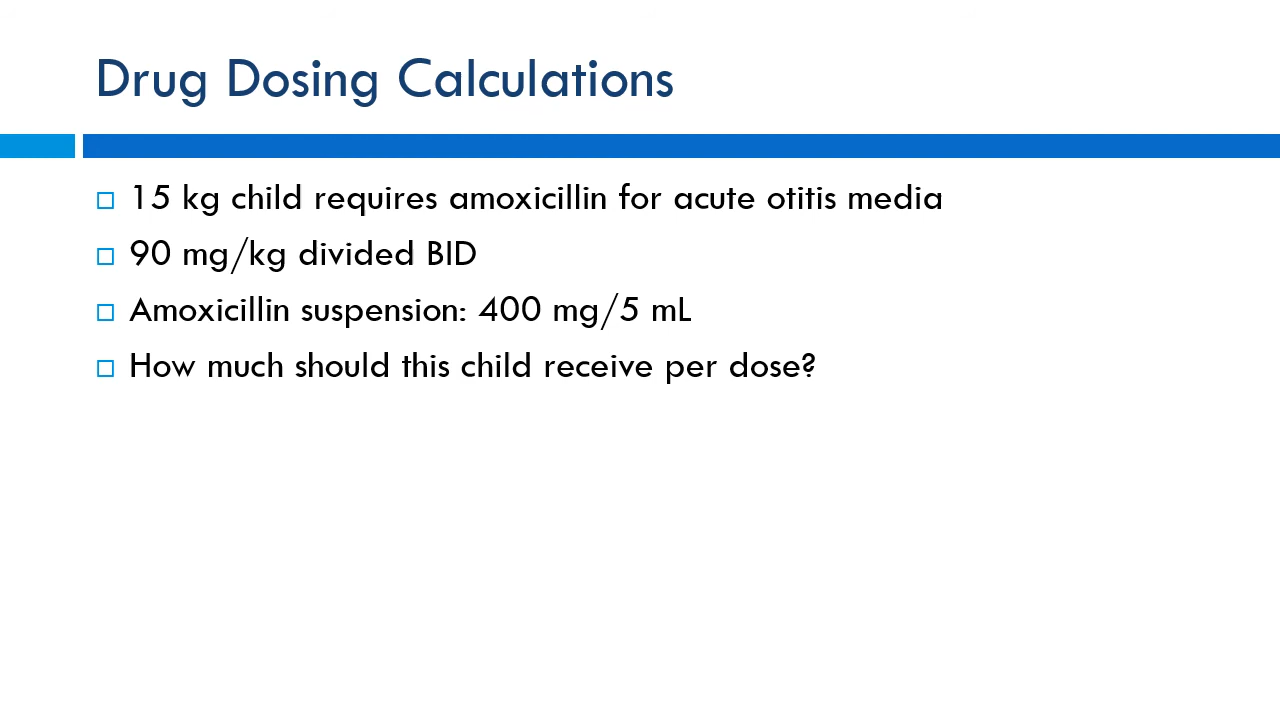 Drug Dosing Calculations
15 kg child requires amoxicillin for acute otitis media
90 mg/kg divided BID
Amoxicillin suspension: 400 mg/5 mL
How much should this child receive per dose?